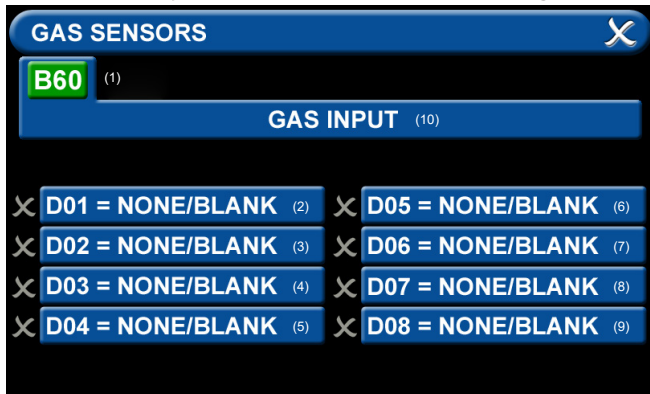 GAS SENSORS
B60 (1)
GAS INPUT (10)
D01 = NONE/BLANK (2)
D05 = NONE/BLANK (6)
D02 = NONE/BLANK (3)
D06 = NONE/BLANK (7)
D03 = NONE/BLANK (4)
D07 = NONE/BLANK (8)
D04 = NONE/BLANK (5)
D08 = NONE/BLANK (9)